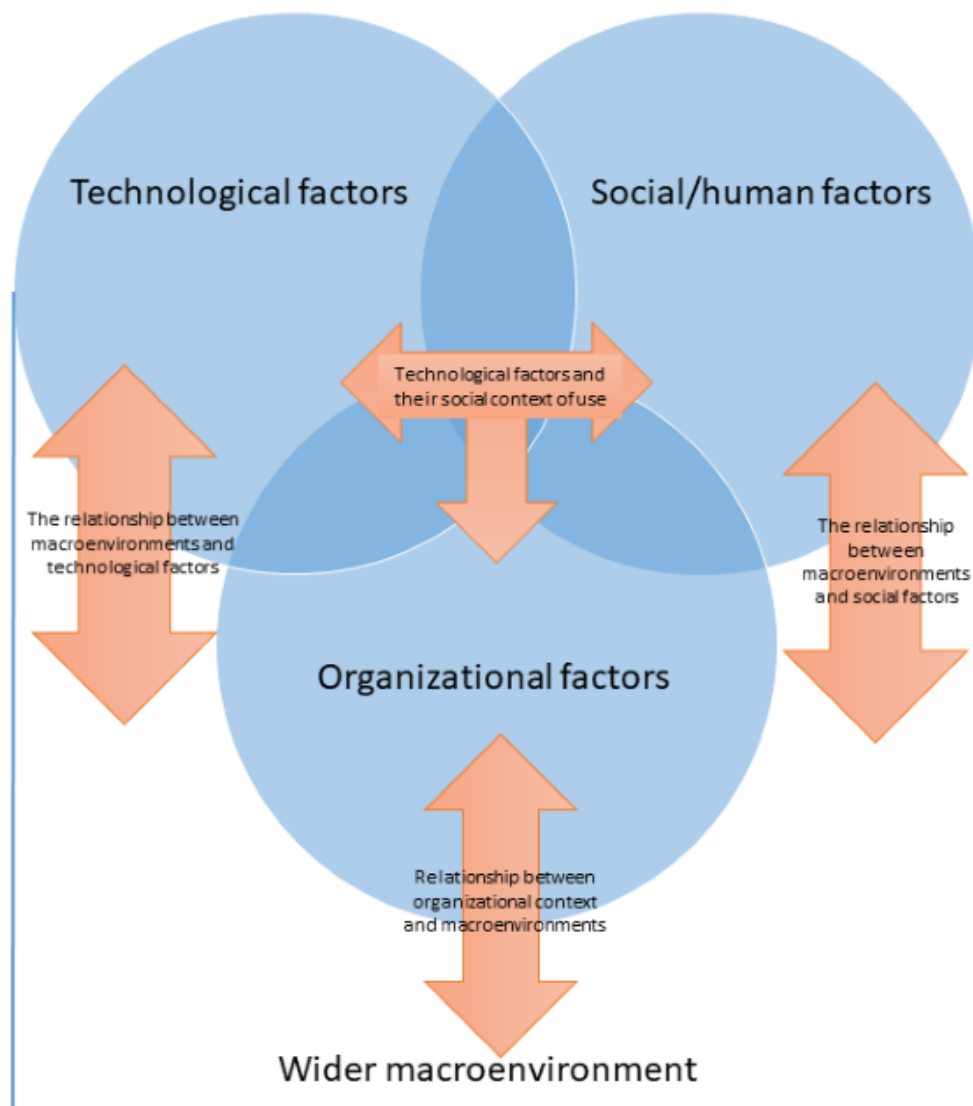 Technological factors
Social/human factors
Technological factors and
their social context of use
The relationship between
macroenvironments and
technological factors
The relationship
between
macroenvironments
and social factors
Organizational factors
Relationship between
organizational context
and macroenvironments
Wider macroenvironment